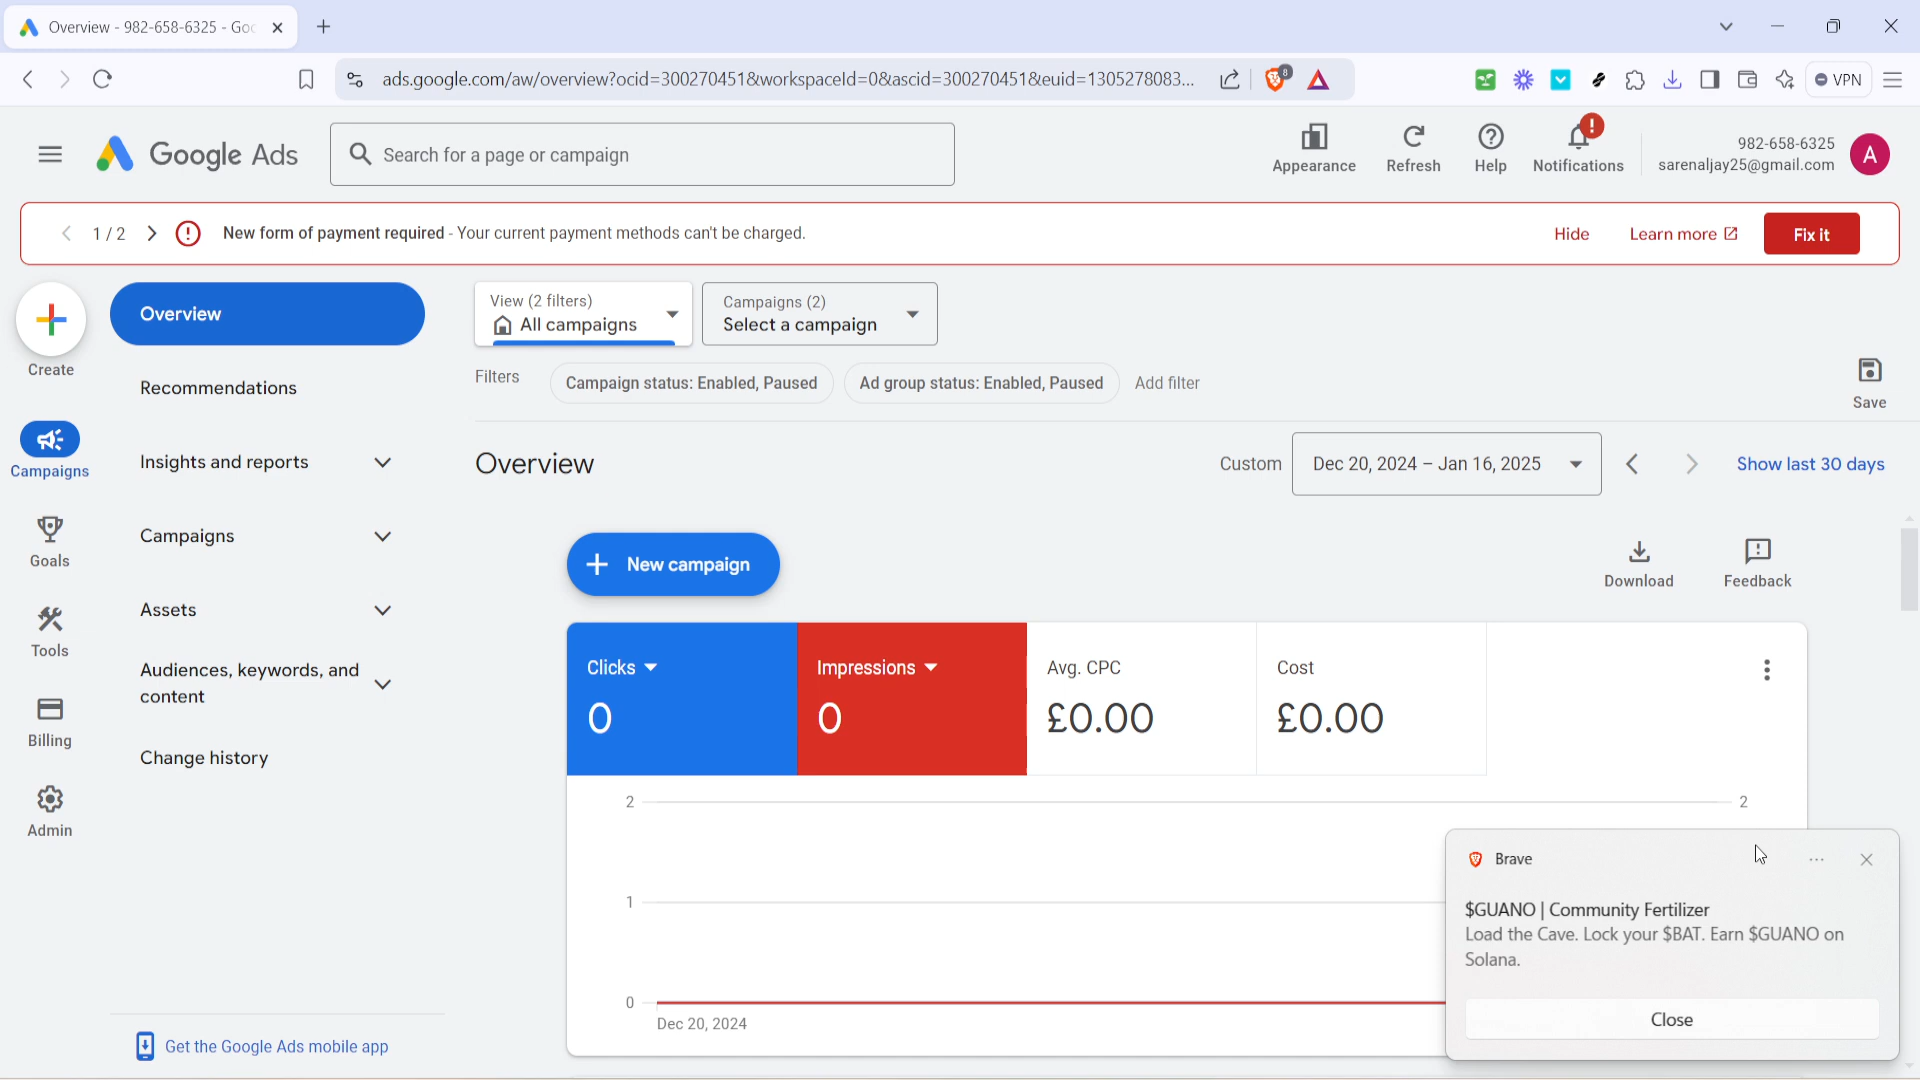 Overview - 982-658-6325 - Goo
ads.google.com/aw/overview?ocid=300270451&workspaceId=0&ascid=300270451&euid=1305278083...
8
VPN
Google Ads
Search for a page or campaign
Appearance
Refresh
Help
Notifications
982-658-6325
sarenaljay25@gmail.com
A
1 / 2
New form of payment required - Your current payment methods can't be charged.
Hide
Learn more
Fix it
Create
Campaigns
Goals
Tools
Billing
Admin
Overview
Recommendations
Insights and reports
Campaigns
Assets
Audiences, keywords, and
content
Change history
Get the Google Ads mobile app
View (2 filters)
All campaigns
Campaigns (2)
Select a campaign
Filters
Campaign status: Enabled, Paused
Ad group status: Enabled, Paused
Add filter
Save
Overview
Custom
Dec 20, 2024 – Jan 16, 2025
Show last 30 days
New campaign
Download
Feedback
Clicks
0
Impressions
0
Avg. CPC
£0.00
Cost
£0.00
2
2
1
0
Dec 20, 2024
Brave
$GUANO | Community Fertilizer
Load the Cave. Lock your $BAT. Earn $GUANO on
Solana.
Close